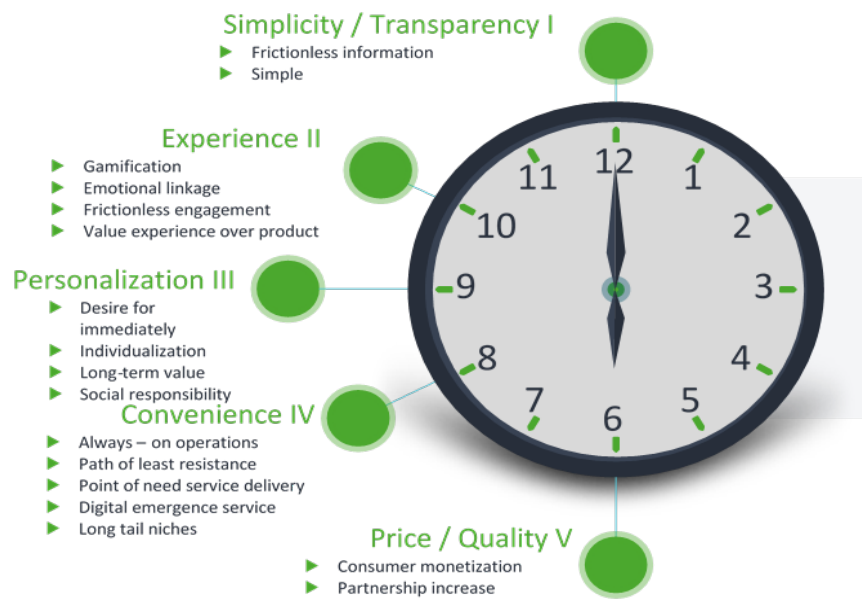 Simplicity / Transparency I
Frictionless information
Simple
Experience II
Gamification
Emotional linkage
Frictionless engagement
Value experience over product
Personalization III
Desire for
immediately
Individualization
Long-term value
Social responsibility
Convenience IV
Always – on operations
Path of least resistance
Point of need service delivery
Digital emergence service
Long tail niches
Price / Quality V
Consumer monetization
Partnership increase
12
1
2
3
4
5
6
7
8
9
10
11